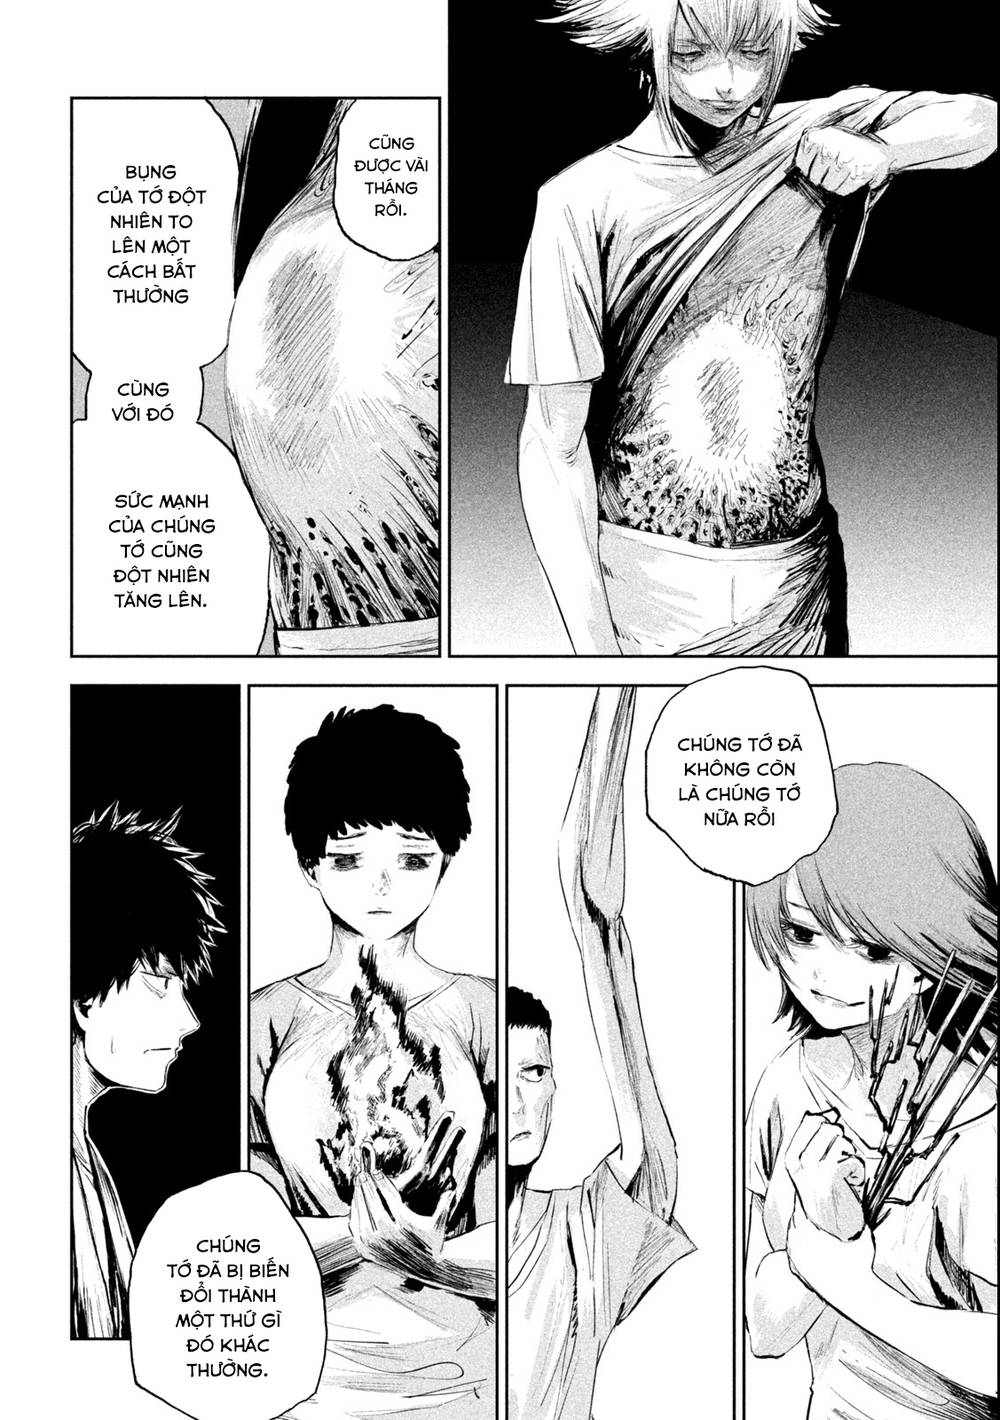 CŨNG
ĐƯỢC VÀI
THÁNG
RỒI.
BỤNG
CỦA TỚ ĐỘT
NHIÊN TO
LÊN MỘT
CÁCH BẤT
THƯỜNG
CÙNG
VỚI ĐÓ
SỨC MẠNH
CỦA CHÚNG
TỚ CŨNG
ĐỘT NHIÊN
TĂNG LÊN.
CHÚNG TỚ ĐÃ
KHÔNG CÒN
LÀ CHÚNG TỚ
NỮA RỒI
CHÚNG
TỚ ĐÃ BỊ BIẾN
ĐỔI THÀNH
MỘT THỨ GÌ
ĐÓ KHÁC
THƯỜNG.